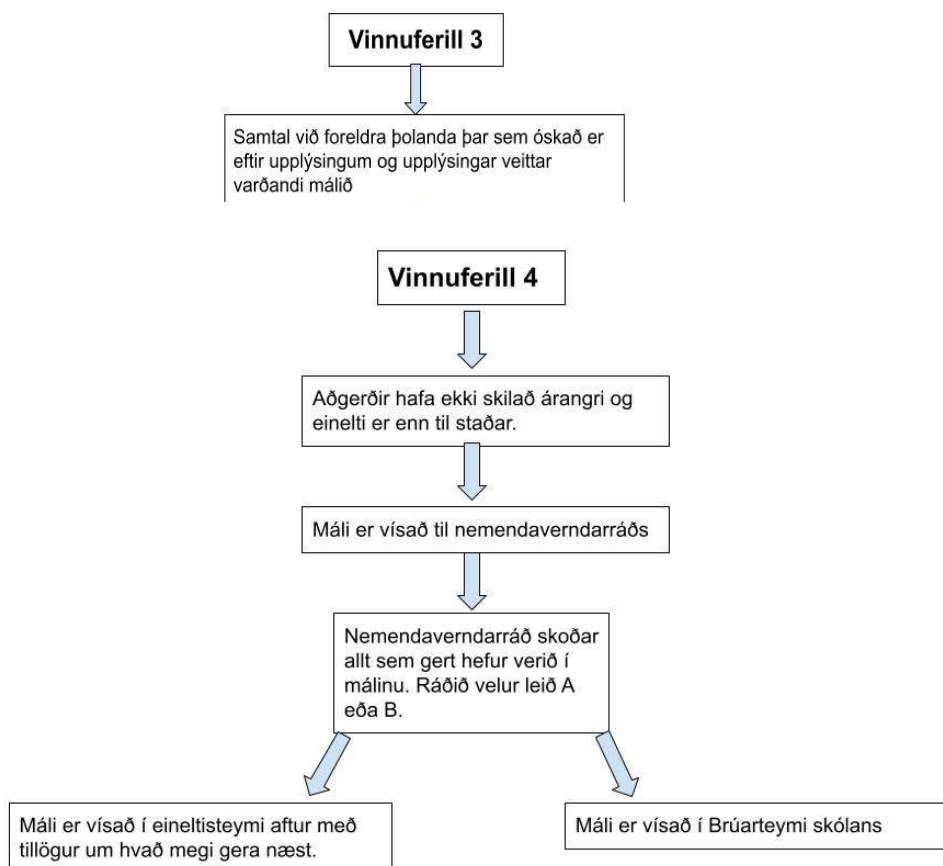 Vinnuferill 3
Samtal við foreldra þolanda þar sem óskað er
eftir upplýsingum og upplýsingar veittar
varðandi málið
Vinnuferill 4
Aðgerðir hafa ekki skilað árangri og
einelti er enn til staðar.
Máli er vísað til nemendaverndarráðs
Nemendaverndarráð skoðar
allt sem gert hefur verið í
málinu. Ráðið velur leið A
eða B.
Máli er vísað í eineltisteymi aftur með
tillögur um hvað megi gera næst.
Máli er vísað í Brúarteymi skólans